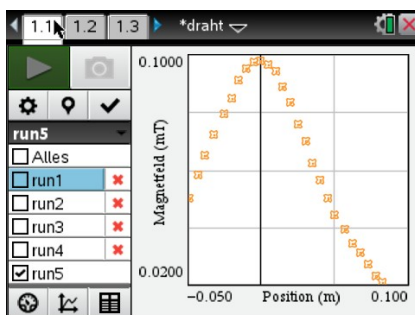 1.1 1.2 1.3 *draht
run5
Alles
run1
run2
run3
run4
run5
0.1000
Magnetfeld (mT)
0.0200
-0.050 Position (m) 0.100